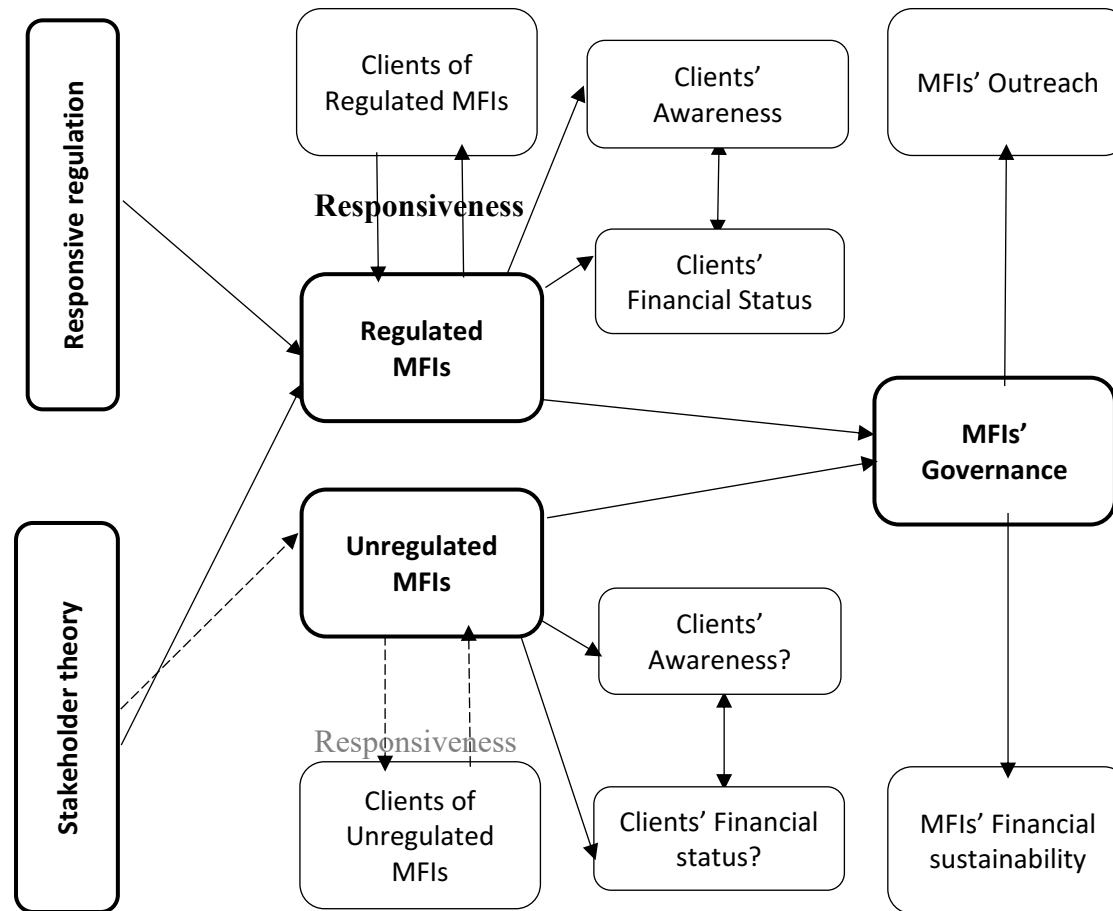 Responsive regulation
Clients of
Regulated MFIs
Clients’
Awareness
MFIs’ Outreach
Responsiveness
Clients’
Financial Status
Regulated
MFIs
MFIs’
Governance
Stakeholder theory
Unregulated
MFIs
Clients’
Awareness?
Responsiveness
Clients of
Unregulated
MFIs
Clients’ Financial
status?
MFIs’ Financial
sustainability